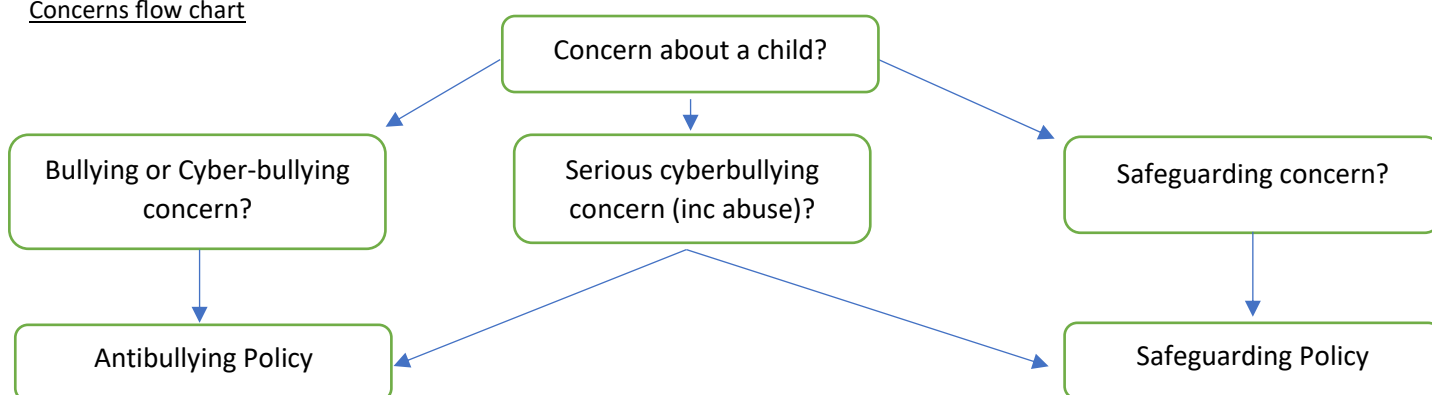 Concerns flow chart
Concern about a child?
Bullying or Cyber-bullying
concern?
Serious cyberbullying
concern (inc abuse)?
Safeguarding concern?
Antibullying Policy
Safeguarding Policy